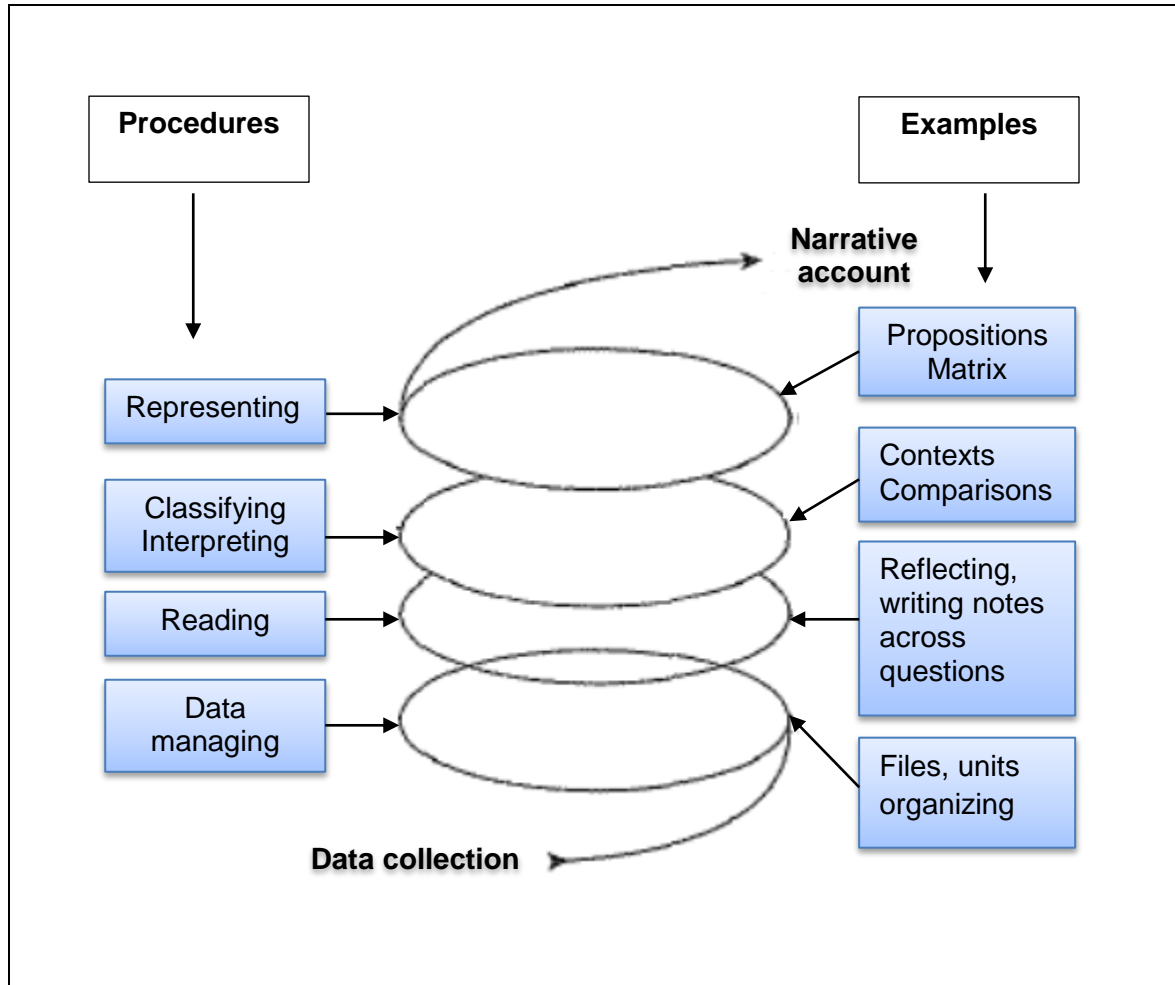 Procedures
Examples
Narrative
account
Propositions
Matrix
Representing
Contexts
Comparisons
Classifying
Interpreting
Reflecting,
writing notes
across
questions
Reading
Data
managing
Files, units
organizing
Data collection